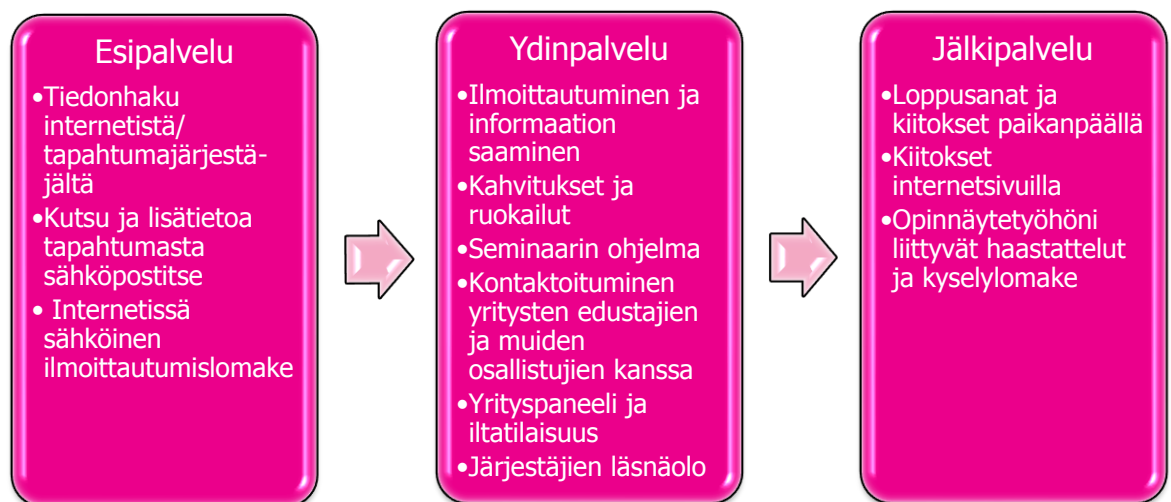 Esipalvelu
•Tiedonhaku
internetistä/
tapahtumajärjestä-
jältä
•Kutsu ja lisätietoa
tapahtumasta
sähköpostitse
• Internetissä
sähköinen
ilmoittautumislomake
Ydinpalvelu
•Ilmoittautuminen ja
informaation
saaminen
•Kahvitukset ja
ruokailut
•Seminaarin ohjelma
•Kontaktoituminen
yritysten edustajien
ja muiden
osallistujien kanssa
•Yrityspaneeli ja
iltatilaisuus
•Järjestäjien läsnäolo
Jälkipalvelu
•Loppusanat ja
kiitokset paikanpäällä
•Kiitokset
internetsivuilla
•Opinnäytetyöhöni
liittyvät haastattelut
ja kyselylomake